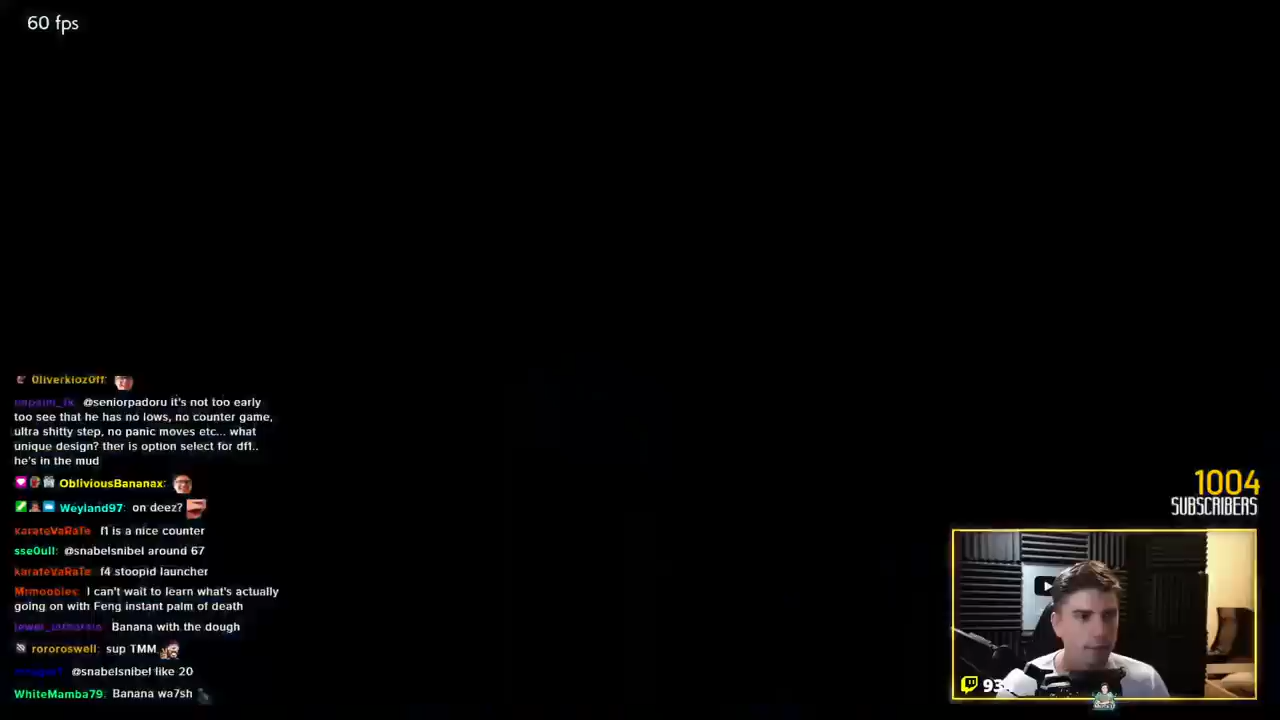 60 fps
0liverkioz0ff:
@seniorpadoru it's not too early
too see that he has no lows, no counter game,
ultra shitty step, no panic moves etc... what
unique design? ther is option select for df1..
he's in the mud
ObliviousBananax:
Weyland97: on deez?
karateVaRaTe f1 is a nice counter
sse0ull: @snabelsnibel around 67
karateVaRaTe f4 stoopid launcher
Mrmoobles: I can't wait to learn what's actually
going on with Feng instant palm of death
Banana with the dough
rororoswell: sup TMM
@snabelsnibel like 20
WhiteMamba79: Banana wa7sh
1004
SUBSCRIBERS